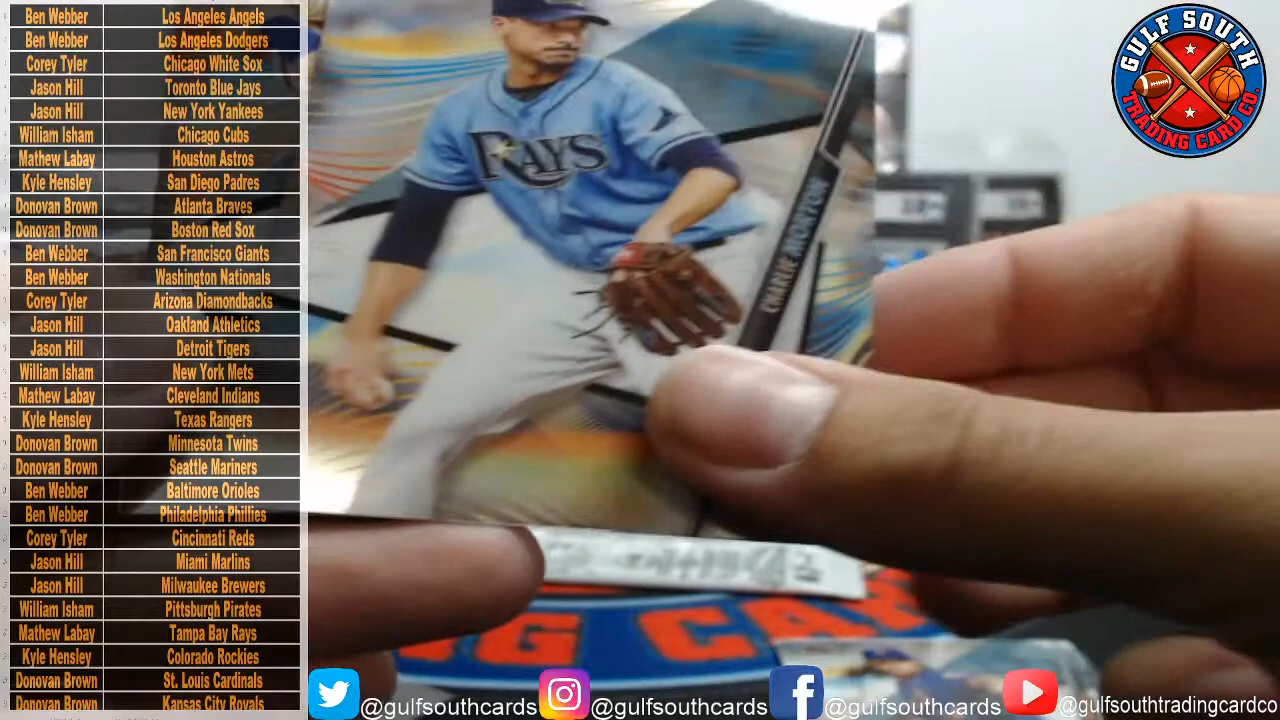 Ben Webber Los Angeles Angels
Ben Webber Los Angeles Dodgers
Corey Tyler Chicago White Sox
Jason Hill Toronto Blue Jays
Jason Hill New York Yankees
William Isham Chicago Cubs
Mathew Labay Houston Astros
Kyle Hensley San Diego Padres
Donovan Brown Atlanta Braves
Donovan Brown Boston Red Sox
Ben Webber San Francisco Giants
Ben Webber Washington Nationals
Corey Tyler Arizona Diamondbacks
Jason Hill Oakland Athletics
Jason Hill Detroit Tigers
William Isham New York Mets
Mathew Labay Cleveland Indians
Kyle Hensley Texas Rangers
Donovan Brown Minnesota Twins
Donovan Brown Seattle Mariners
Ben Webber Baltimore Orioles
Ben Webber Philadelphia Phillies
Corey Tyler Cincinnati Reds
Jason Hill Miami Marlins
Jason Hill Milwaukee Brewers
William Isham Pittsburgh Pirates
Mathew Labay Tampa Bay Rays
Kyle Hensley Colorado Rockies
Donovan Brown St. Louis Cardinals
Donovan Brown Kansas City Royals
RAYS
CHARLIE MORTON
GULF SOUTH
TRADING CARD CO.
NG CA
@gulfsouthcards @gulfsouthcards @gulfsouthcards @gulfsouthtradingcardco